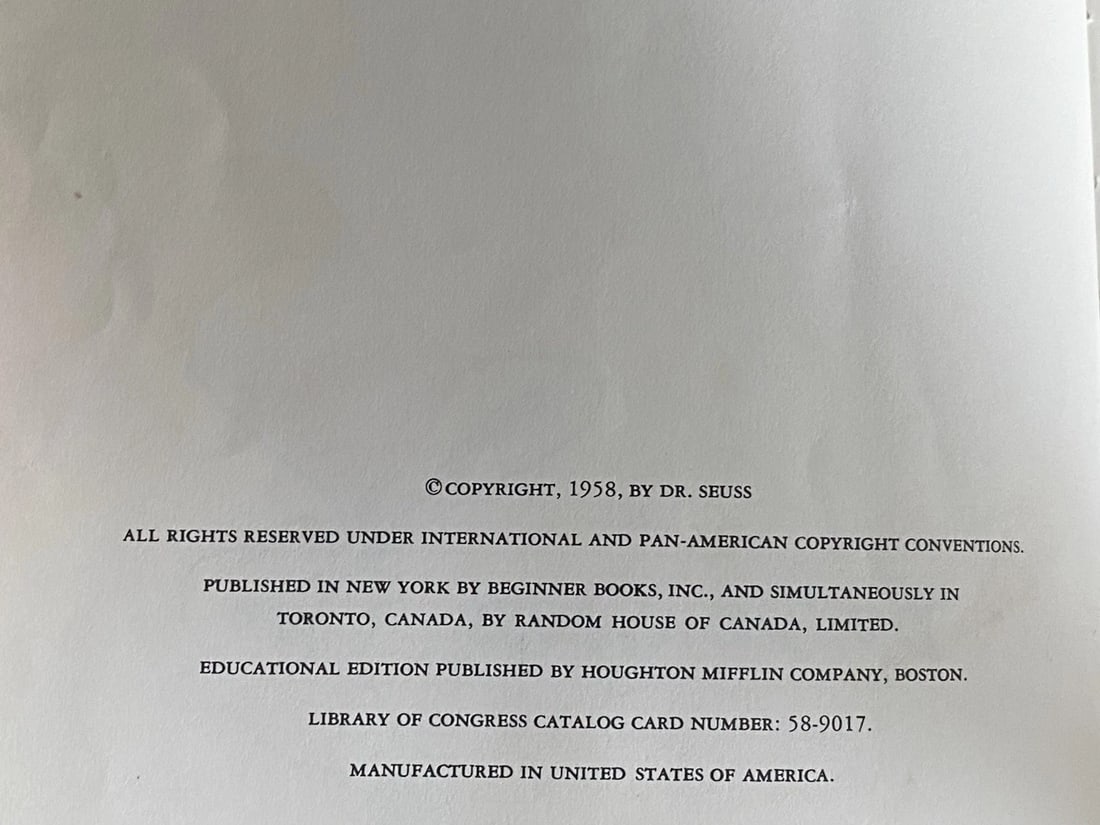 ©COPYRIGHT, 1958, BY DR. SEUSS
ALL RIGHTS RESERVED UNDER INTERNATIONAL AND PAN-AMERICAN COPYRIGHT CONVENTIONS.
PUBLISHED IN NEW YORK BY BEGINNER BOOKS, INC., AND SIMULTANEOUSLY IN
TORONTO, CANADA, BY RANDOM HOUSE OF CANADA, LIMITED.
EDUCATIONAL EDITION PUBLISHED BY HOUGHTON MIFFLIN COMPANY, BOSTON.
LIBRARY OF CONGRESS CATALOG CARD NUMBER: 58-9017.
MANUFACTURED IN UNITED STATES OF AMERICA.